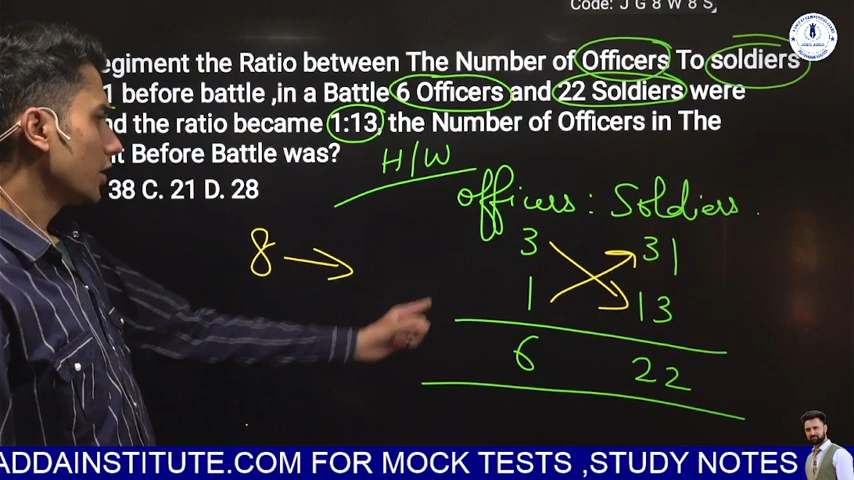 Code: J G 8 W 8 S
egiment the Ratio between The Number of Officers To soldiers
1 before battle ,in a Battle 6 Officers and 22 Soldiers were
d the ratio became 1:13, the Number of Officers in The
t Before Battle was?
38 C. 21 D. 28
H/W
officers : Soldiers .
3 31
1 13
6 22
8 →
ADDAINSTITUTE.COM FOR MOCK TESTS ,STUDY NOTES